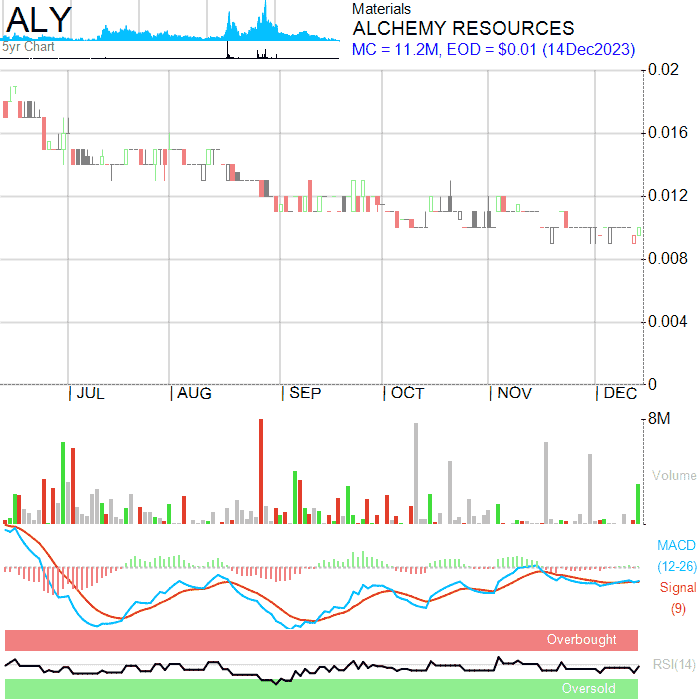 ALY
5yr Chart
Materials
ALCHEMY RESOURCES
MC = 11.2M, EOD = $0.01 (14Dec2023)
0.02
0.016
0.012
0.008
0.004
0
JUL
AUG
SEP
OCT
NOV
DEC
8M
Volume
MACD
(12-26)
Signal
(9)
Overbought
RSI(14)
Oversold